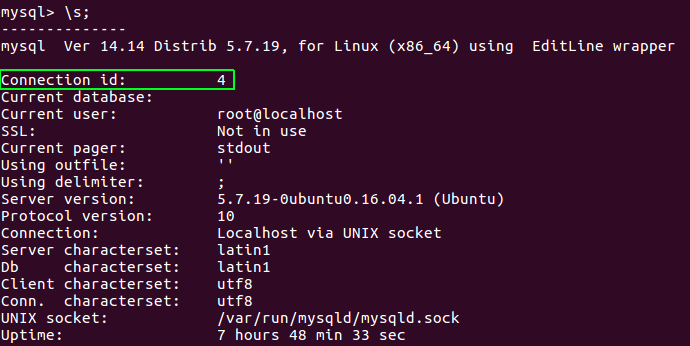 mysql> \s;
--------------
mysql  Ver 14.14 Distrib 5.7.19, for Linux (x86_64) using  EditLine wrapper
Connection id:          4
Current database:
Current user:           root@localhost
SSL:                    Not in use
Current pager:          stdout
Using outfile:          ''
Using delimiter:        ;
Server version:         5.7.19-0ubuntu0.16.04.1 (Ubuntu)
Protocol version:       10
Connection:             Localhost via UNIX socket
Server characterset:    latin1
Db     characterset:    latin1
Client characterset:    utf8
Conn.  characterset:    utf8
UNIX socket:            /var/run/mysqld/mysqld.sock
Uptime:                 7 hours 48 min 33 sec